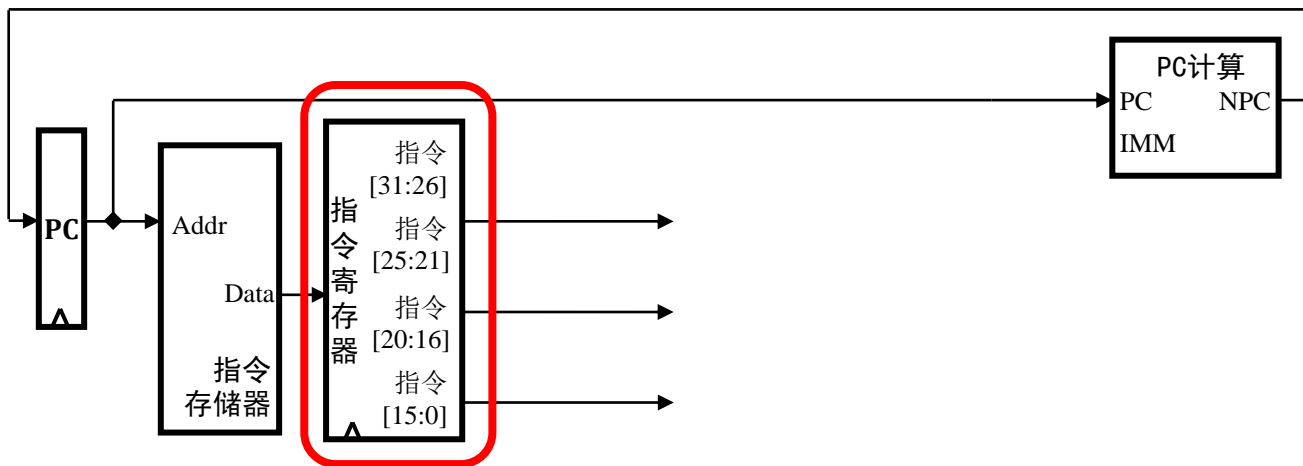 PC
Addr
Data
指令
存储器
指令寄存器
指令
[31:26]
指令
[25:21]
指令
[20:16]
指令
[15:0]
PC计算
PC NPC
IMM